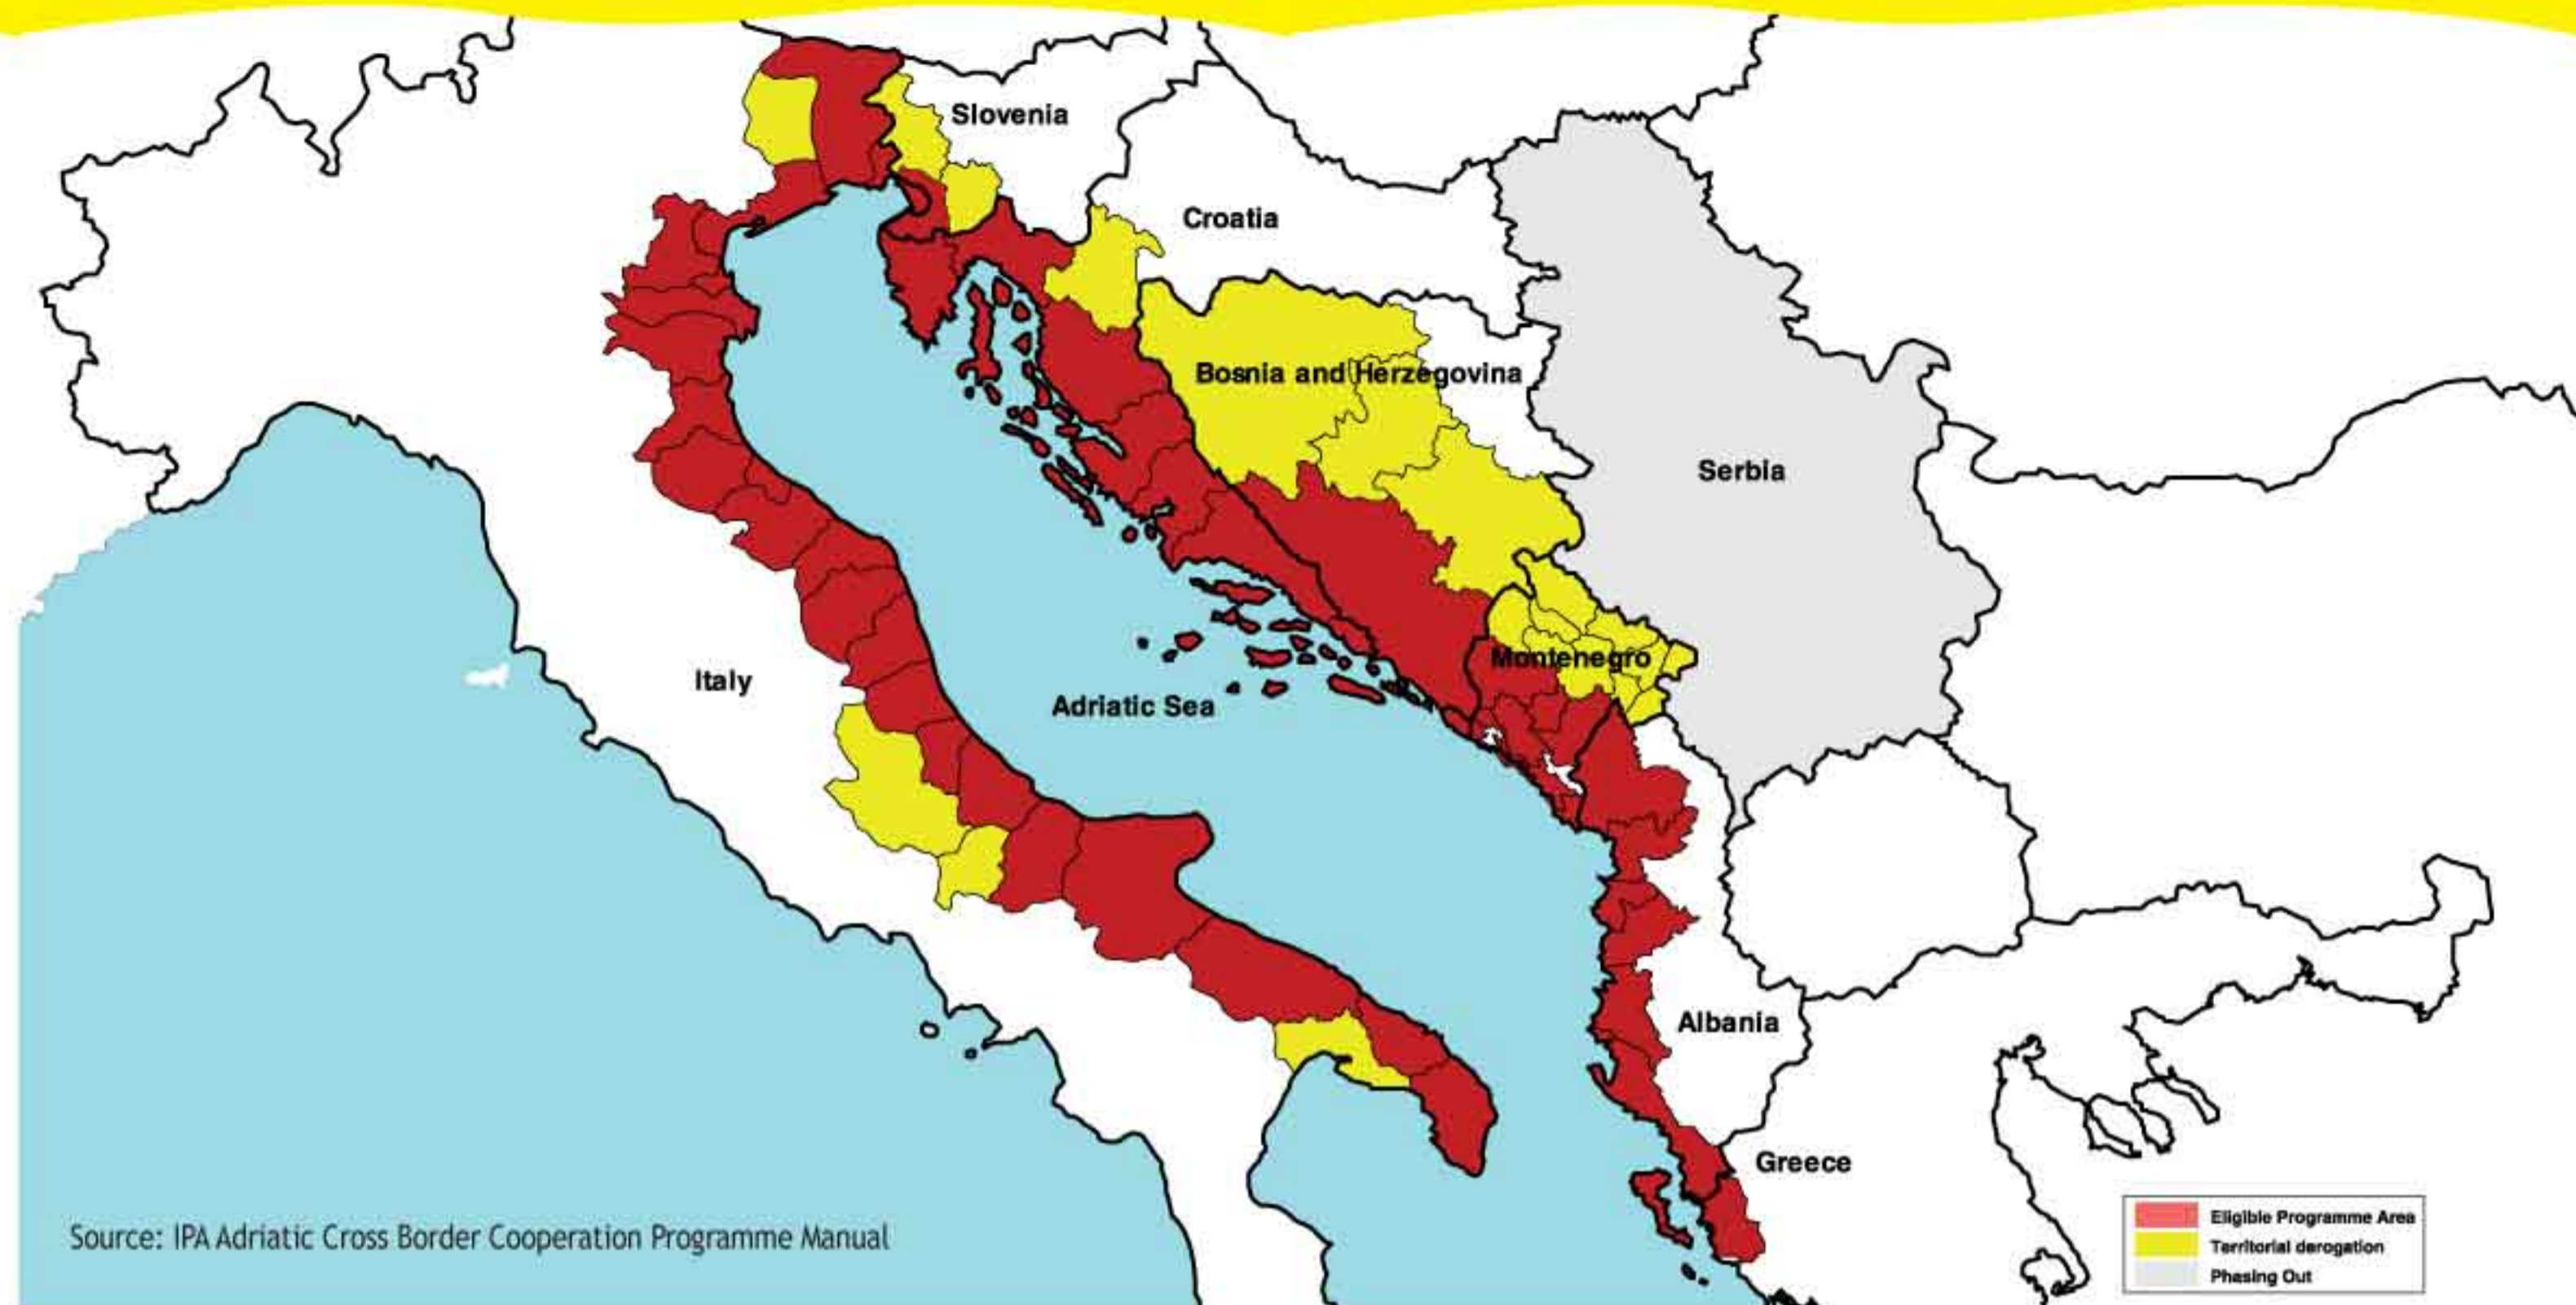 Slovenia
Croatia
Bosnia and Herzegovina
Serbia
Montenegro
Italy
Adriatic Sea
Albania
Greece
Source: IPA Adriatic Cross Border Cooperation Programme Manual
Eligible Programme Area
Territorial derogation
Phasing Out